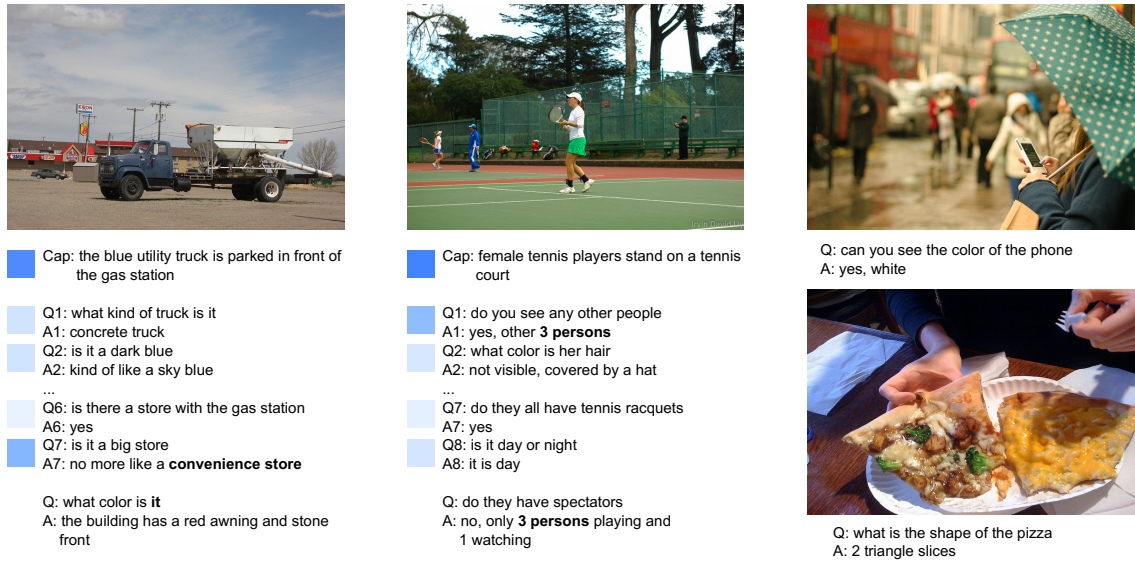 EXXON
Cap: the blue utility truck is parked in front of
the gas station
Q1: what kind of truck is it
A1: concrete truck
Q2: is it a dark blue
A2: kind of like a sky blue
...
Q6: is there a store with the gas station
A6: yes
Q7: is it a big store
A7: no more like a convenience store
Q: what color is it
A: the building has a red awning and stone
front
Cap: female tennis players stand on a tennis
court
Q1: do you see any other people
A1: yes, other 3 persons
Q2: what color is her hair
A2: not visible, covered by a hat
...
Q7: do they all have tennis racquets
A7: yes
Q8: is it day or night
A8: it is day
Q: do they have spectators
A: no, only 3 persons playing and
1 watching
Q: can you see the color of the phone
A: yes, white
Q: what is the shape of the pizza
A: 2 triangle slices